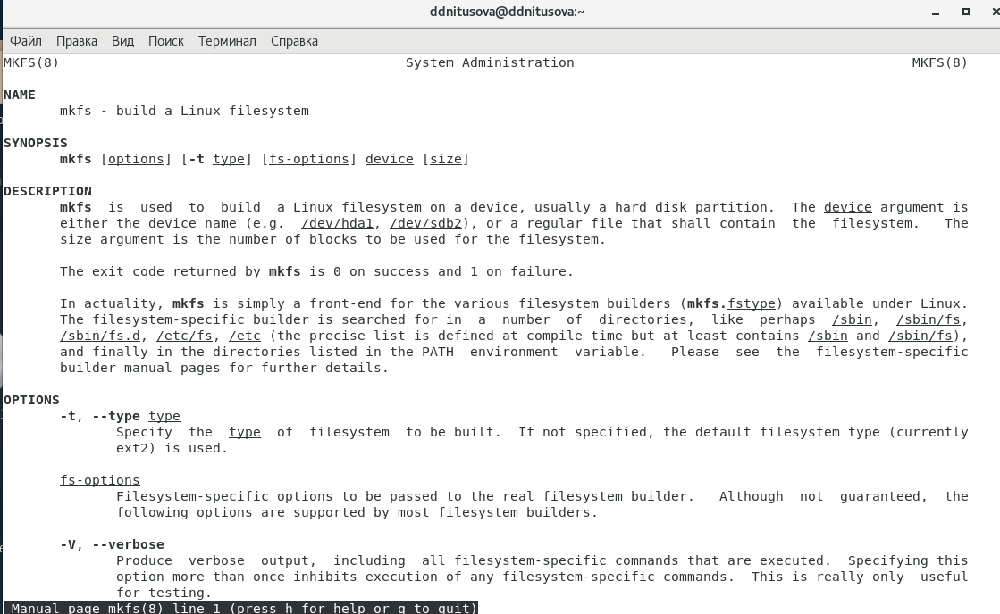 ddnitusova@ddnitusova:~
Файл Правка Вид Поиск Терминал Справка
MKFS(8) System Administration MKFS(8)
NAME
mkfs - build a Linux filesystem
SYNOPSIS
mkfs [options] [-t type] [fs-options] device [size]
DESCRIPTION
mkfs is used to build a Linux filesystem on a device, usually a hard disk partition. The device argument is
either the device name (e.g. /dev/hda1, /dev/sdb2), or a regular file that shall contain the filesystem. The
size argument is the number of blocks to be used for the filesystem.
The exit code returned by mkfs is 0 on success and 1 on failure.
In actuality, mkfs is simply a front-end for the various filesystem builders (mkfs.fstype) available under Linux.
The filesystem-specific builder is searched for in a number of directories, like perhaps /sbin, /sbin/fs,
/sbin/fs.d, /etc/fs, /etc (the precise list is defined at compile time but at least contains /sbin and /sbin/fs),
and finally in the directories listed in the PATH environment variable. Please see the filesystem-specific
builder manual pages for further details.
OPTIONS
-t, --type type
Specify the type of filesystem to be built. If not specified, the default filesystem type (currently
ext2) is used.
fs-options
Filesystem-specific options to be passed to the real filesystem builder. Although not guaranteed, the
following options are supported by most filesystem builders.
-V, --verbose
Produce verbose output, including all filesystem-specific commands that are executed. Specifying this
option more than once inhibits execution of any filesystem-specific commands. This is really only useful
for testing.
Manual page mkfs(8) line 1 (press h for help or q to quit)